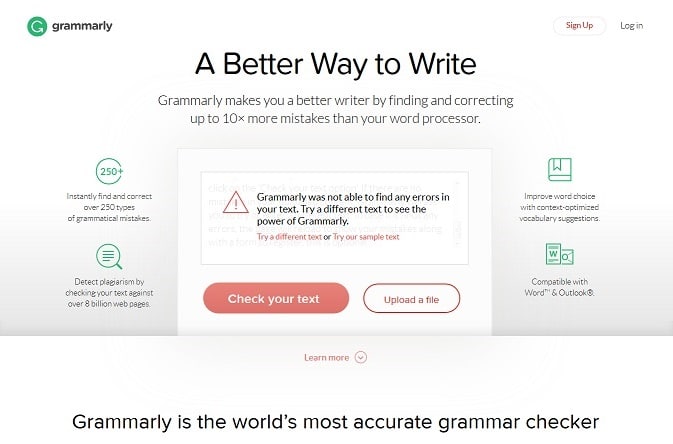 grammarly
Sign Up
Log in
A Better Way to Write
Grammarly makes you a better writer by finding and correcting
up to 10× more mistakes than your word processor.
250+
Instantly find and correct
over 250 types
of grammatical mistakes.
Detect plagiarism by
checking your text against
over 8 billion web pages.
Grammarly was not able to find any errors in
your text. Try a different text to see the
power of Grammarly.
Try a different text or Try our sample text
Check your text
Upload a file
Improve word choice
with context-optimized
vocabulary suggestions.
Compatible with
Word™ & Outlook®.
Learn more
Grammarly is the world's most accurate grammar checker